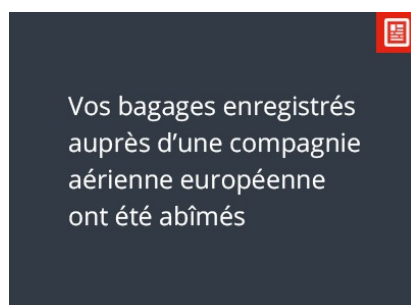 Vos bagages enregistrés
auprès d’une compagnie
aérienne européenne
ont été abîmés